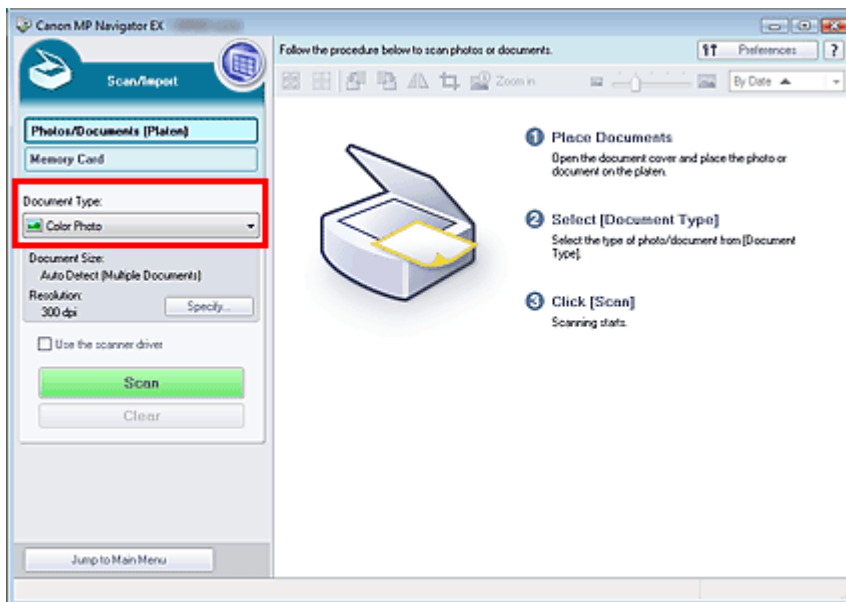 Canon MP Navigator EX
Scan/Import
Photos/Documents (Platen)
Memory Card
Document Type:
Color Photo
Document Size:
Auto Detect (Multiple Documents)
Resolution:
300 dpi
Specify...
Use the scanner driver
Scan
Clear
Jump to Main Menu
Follow the procedure below to scan photos or documents.
Preferences
?
Zoom in
By Date
1 Place Documents
Open the document cover and place the photo or
document on the platen.
2 Select [Document Type]
Select the type of photo/document from [Document
Type].
3 Click [Scan]
Scanning starts.